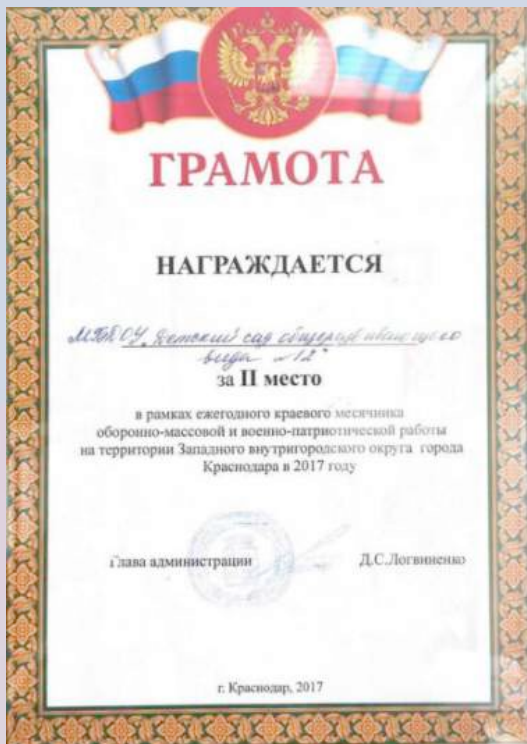 ГРАМОТА
НАГРАЖДАЕТСЯ
МБДОУ "Детский сад общеразвивающего
вида №12"
за II место
в рамках ежегодного краевого месячника
оборонно-массовой и военно-патриотической работы
на территории Западного внутригородского округа города
Краснодара в 2017 году
Глава администрации Д.С.Логвиненко
г. Краснодар, 2017